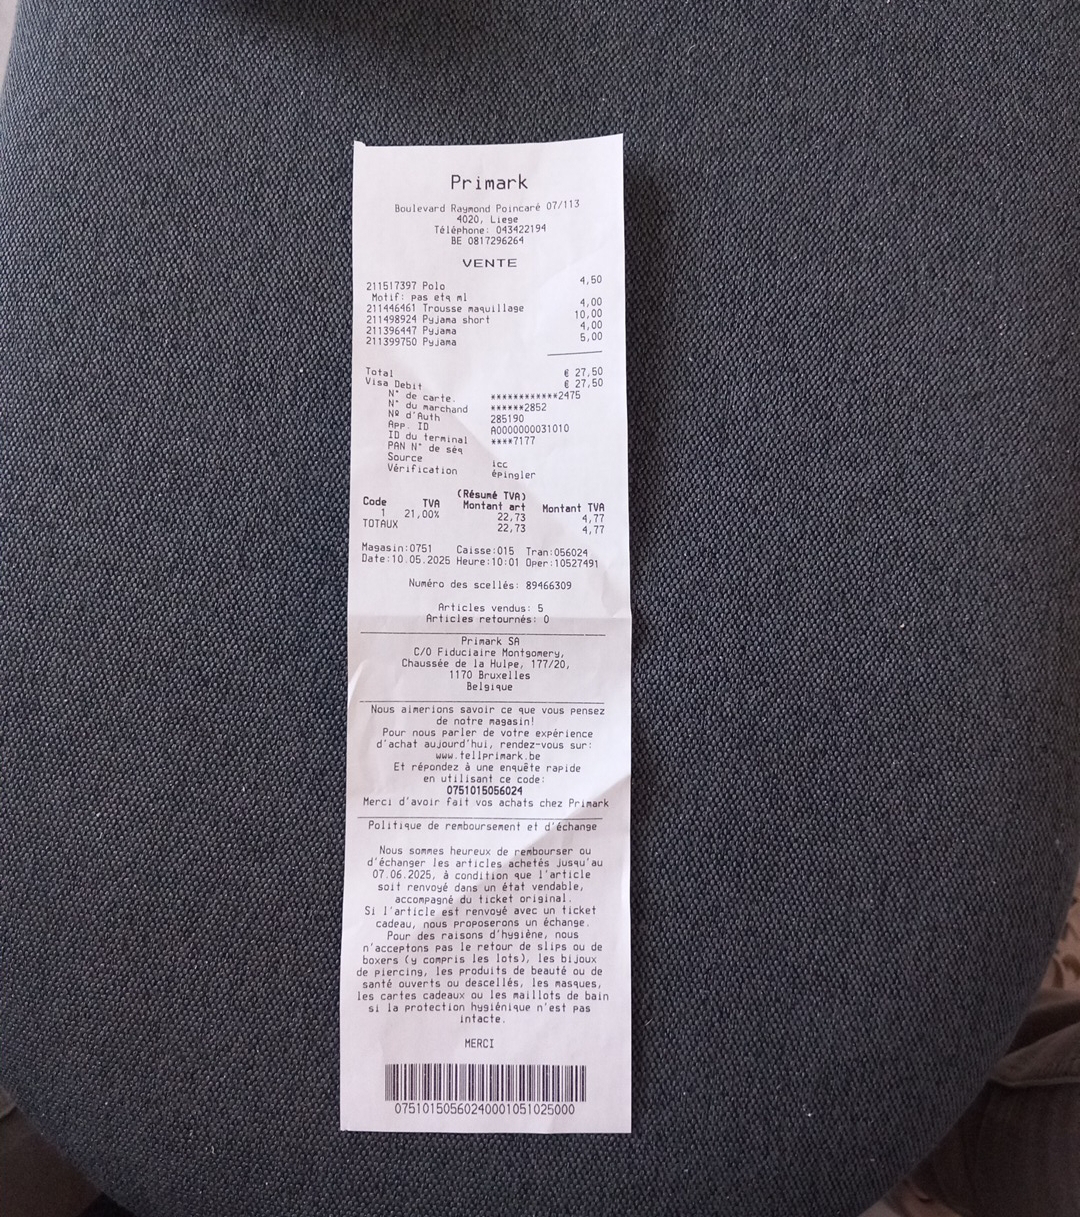 Primark
Boulevard Raymond Poincaré 07/113
4020, Liege
Téléphone: 043422194
BE 0817296264
VENTE
211517397 Polo 4,50
Motif: pas etq ml
211446461 Trousse maquillage 4,00
211498924 Pyjama short 10,00
211396447 Pyjama 4,00
211399750 Pyjama 5,00
Total € 27,50
Visa Debit € 27,50
N° de carte. ************2475
N° du marchand ******2852
Nº d'Auth 285190
App. ID A0000000031010
ID du terminal ****7177
PAN N° de séq
Source icc
Vérification épingler
(Résumé TVA)
Code TVA Montant art Montant TVA
1 21,00% 22,73 4,77
TOTAUX 22,73 4,77
Magasin:0751 Caisse:015 Tran:056024
Date:10.05.2025 Heure:10:01 Oper:10527491
Numéro des scellés: 89466309
Articles vendus: 5
Articles retournés: 0
Primark SA
C/O Fiduciaire Montgomery,
Chaussée de la Hulpe, 177/20,
1170 Bruxelles
Belgique
Nous aimerions savoir ce que vous pensez
de notre magasin!
Pour nous parler de votre expérience
d'achat aujourd'hui, rendez-vous sur:
www.tellprimark.be
Et répondez à une enquête rapide
en utilisant ce code:
0751015056024
Merci d'avoir fait vos achats chez Primark
Politique de remboursement et d'échange
Nous sommes heureux de rembourser ou
d'échanger les articles achetés jusqu'au
07.06.2025, à condition que l'article
soit renvoyé dans un état vendable,
accompagné du ticket original.
Si l'article est renvoyé avec un ticket
cadeau, nous proposerons un échange.
Pour des raisons d'hygiène, nous
n'acceptons pas le retour de slips ou de
boxers (y compris les lots), les bijoux
de piercing, les produits de beauté ou de
santé ouverts ou descellés, les masques,
les cartes cadeaux ou les maillots de bain
si la protection hygiénique n'est pas
intacte.
MERCI
07510150560240001051025000